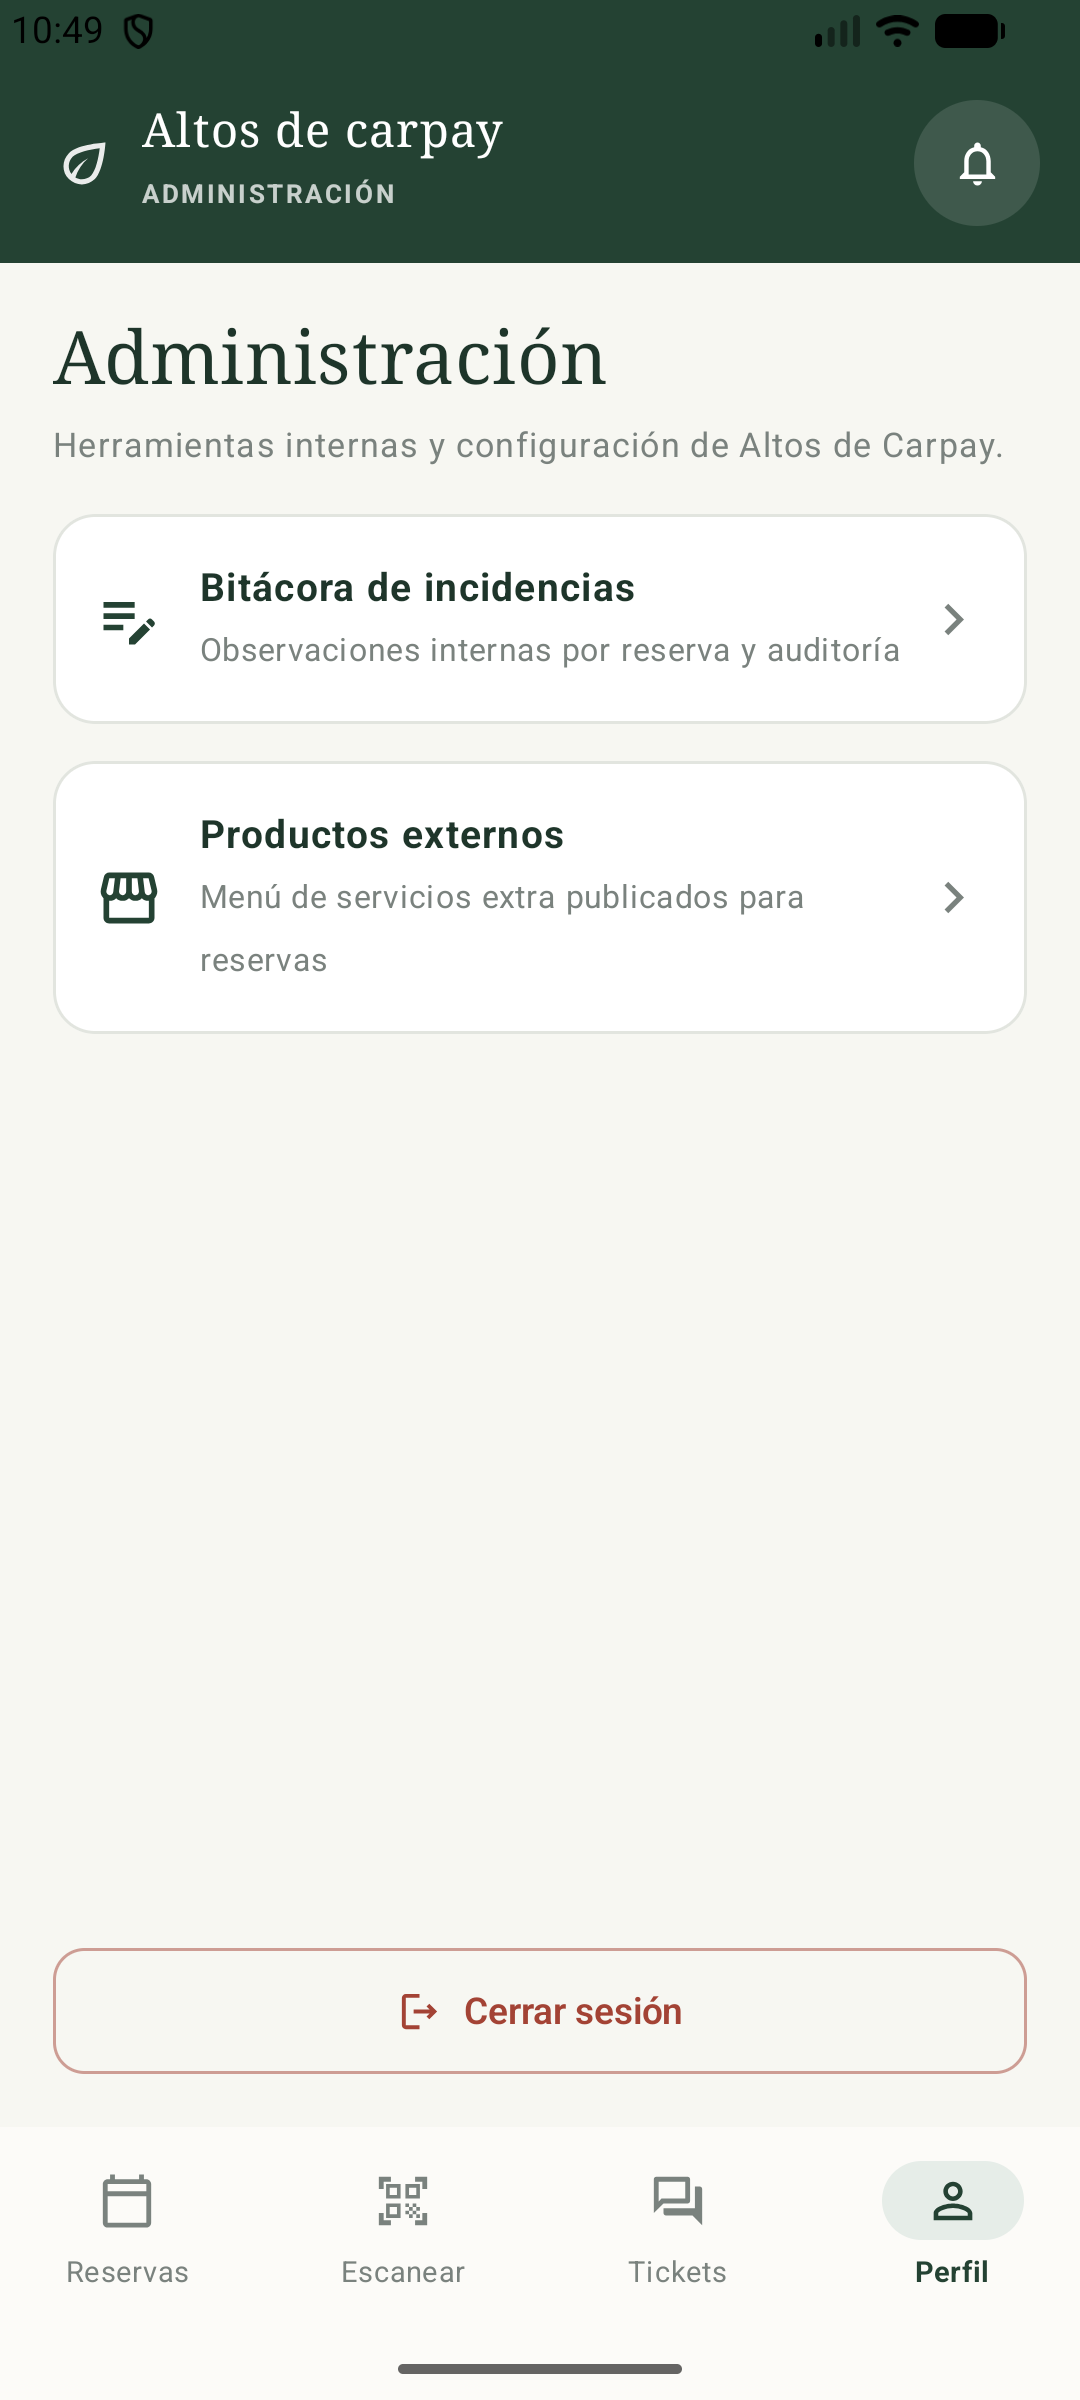 10:49
Altos de carpay
ADMINISTRACIÓN
Administración
Herramientas internas y configuración de Altos de Carpay.
Bitácora de incidencias
Observaciones internas por reserva y auditoría
Productos externos
Menú de servicios extra publicados para
reservas
Cerrar sesión
Reservas
Escanear
Tickets
Perfil